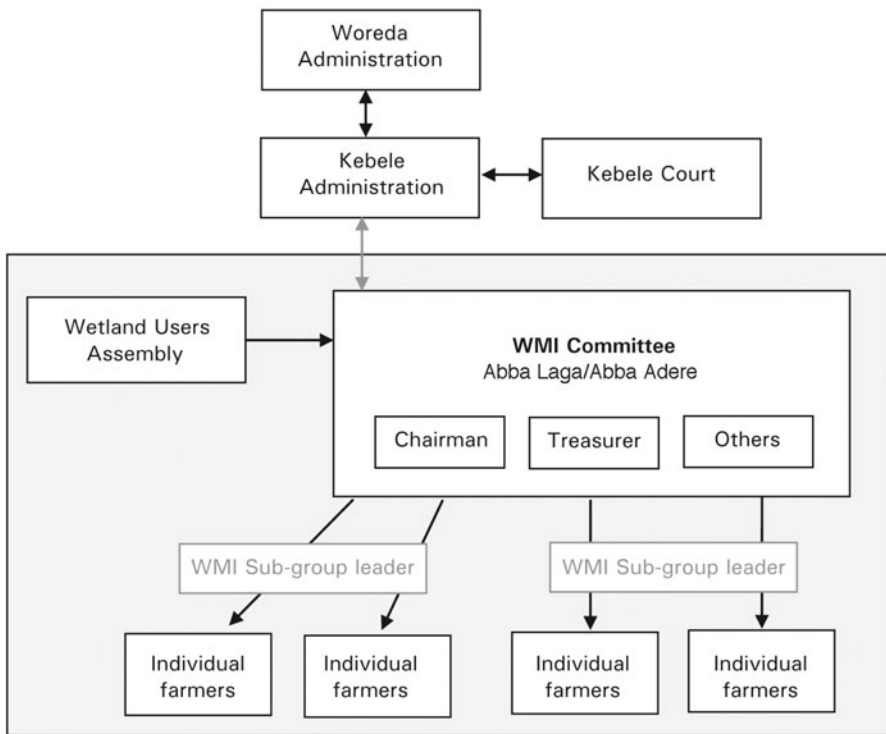 Woreda
Administration
Kebele
Administration
Kebele Court
Wetland Users
Assembly
WMI Committee
Abba Laga/Abba Adere
Chairman
Treasurer
Others
WMI Sub-group leader
WMI Sub-group leader
Individual
farmers
Individual
farmers
Individual
farmers
Individual
farmers